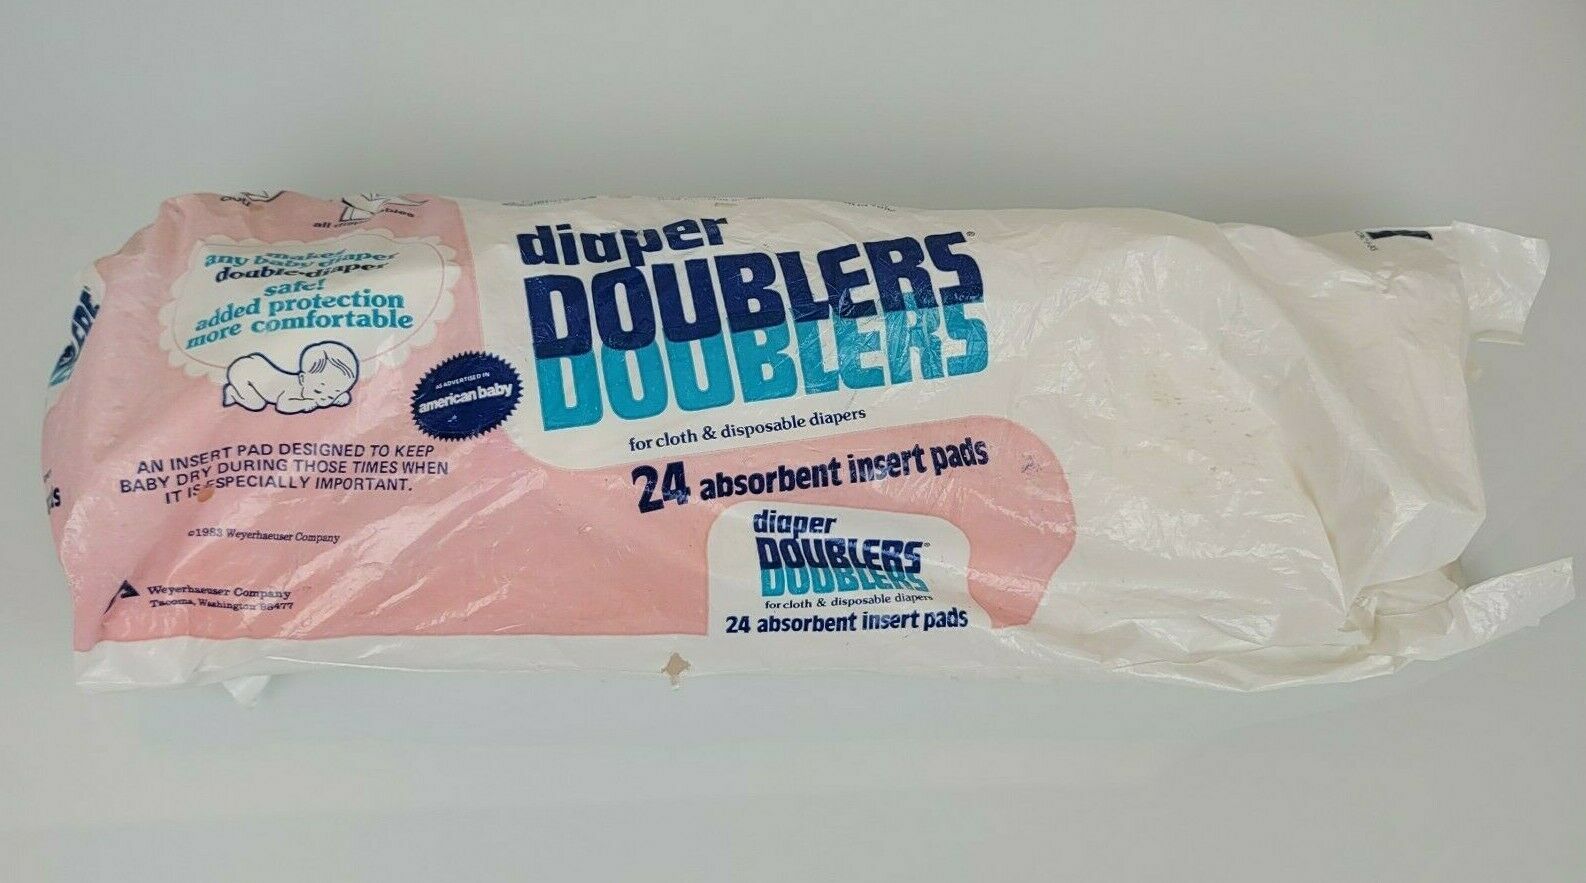 all
makes
any baby diaper
double-diaper
safe!
added protection
more comfortable
AS ADVERTISED IN
american baby
AN INSERT PAD DESIGNED TO KEEP
BABY DRY DURING THOSE TIMES WHEN
IT IS ESPECIALLY IMPORTANT.
©1983 Weyerhaeuser Company
Weyerhaeuser Company
Tacoma, Washington 98477
diaper
DOUBLERS®
DOUBLERS
for cloth & disposable diapers
24 absorbent insert pads
diaper
DOUBLERS®
DOUBLERS
for cloth & disposable diapers
24 absorbent insert pads